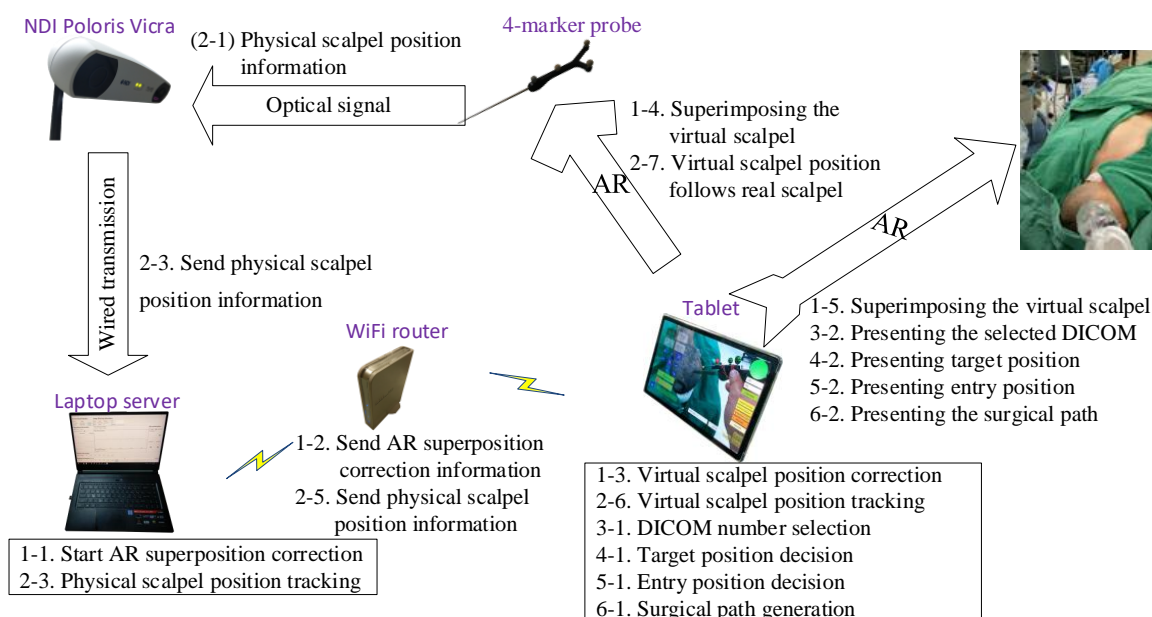 NDI Poloris Vicra
4-marker probe
(2-1) Physical scalpel position
information
Optical signal
1-4. Superimposing the
virtual scalpel
2-7. Virtual scalpel position
follows real scalpel
AR
AR
Wired transmission
2-3. Send physical scalpel
position information
WiFi router
Tablet
1-5. Superimposing the virtual scalpel
3-2. Presenting the selected DICOM
4-2. Presenting target position
5-2. Presenting entry position
6-2. Presenting the surgical path
Laptop server
1-2. Send AR superposition
correction information
2-5. Send physical scalpel
position information
1-1. Start AR superposition correction
2-3. Physical scalpel position tracking
1-3. Virtual scalpel position correction
2-6. Virtual scalpel position tracking
3-1. DICOM number selection
4-1. Target position decision
5-1. Entry position decision
6-1. Surgical path generation